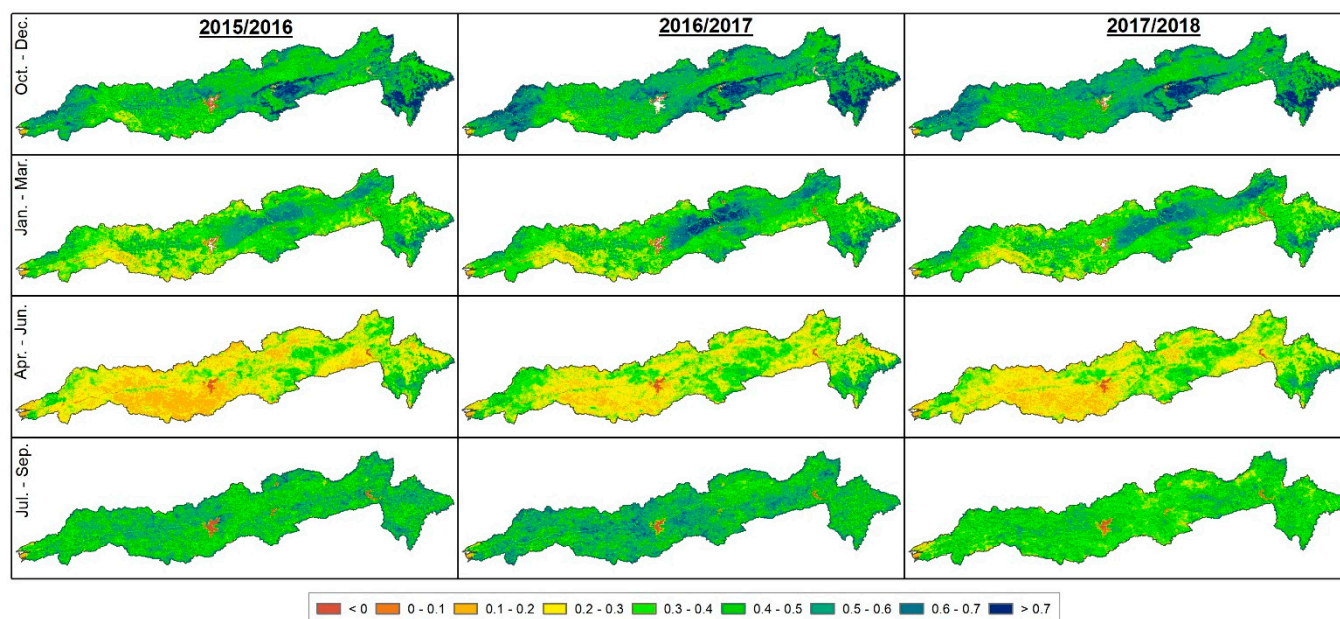 2015/2016
2016/2017
2017/2018
Oct. - Dec.
Jan. - Mar.
Apr. - Jun.
Jul. - Sep.
< 0
0 - 0.1
0.1 - 0.2
0.2 - 0.3
0.3 - 0.4
0.4 - 0.5
0.5 - 0.6
0.6 - 0.7
> 0.7